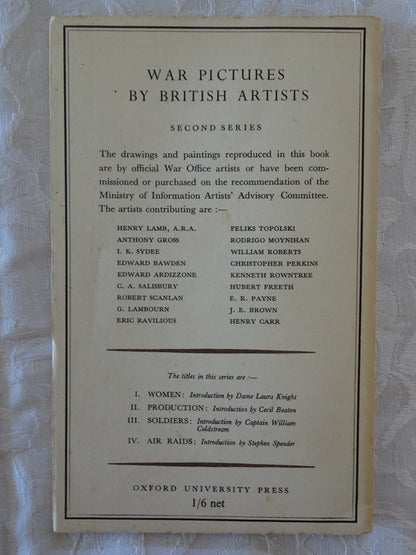 WAR PICTURES
BY BRITISH ARTISTS
SECOND SERIES
The drawings and paintings reproduced in this book
are by official War Office artists or have been com-
missioned or purchased on the recommendation of the
Ministry of Information Artists' Advisory Committee.
The artists contributing are :—
HENRY LAMB, A.R.A.
ANTHONY GROSS
I. K. SYDEE
EDWARD BAWDEN
EDWARD ARDIZZONE
C. A. SALISBURY
ROBERT SCANLAN
G. LAMBOURN
ERIC RAVILIOUS
FELIKS TOPOLSKI
RODRIGO MOYNIHAN
WILLIAM ROBERTS
CHRISTOPHER PERKINS
KENNETH ROWNTREE
HUBERT FREETH
E. R. PAYNE
J. E. BROWN
HENRY CARR
The titles in this series are :—
I. WOMEN: Introduction by Dame Laura Knight
II. PRODUCTION: Introduction by Cecil Beaton
III. SOLDIERS: Introduction by Captain William
Coldstream
IV. AIR RAIDS: Introduction by Stephen Spender
OXFORD UNIVERSITY PRESS
1/6 net